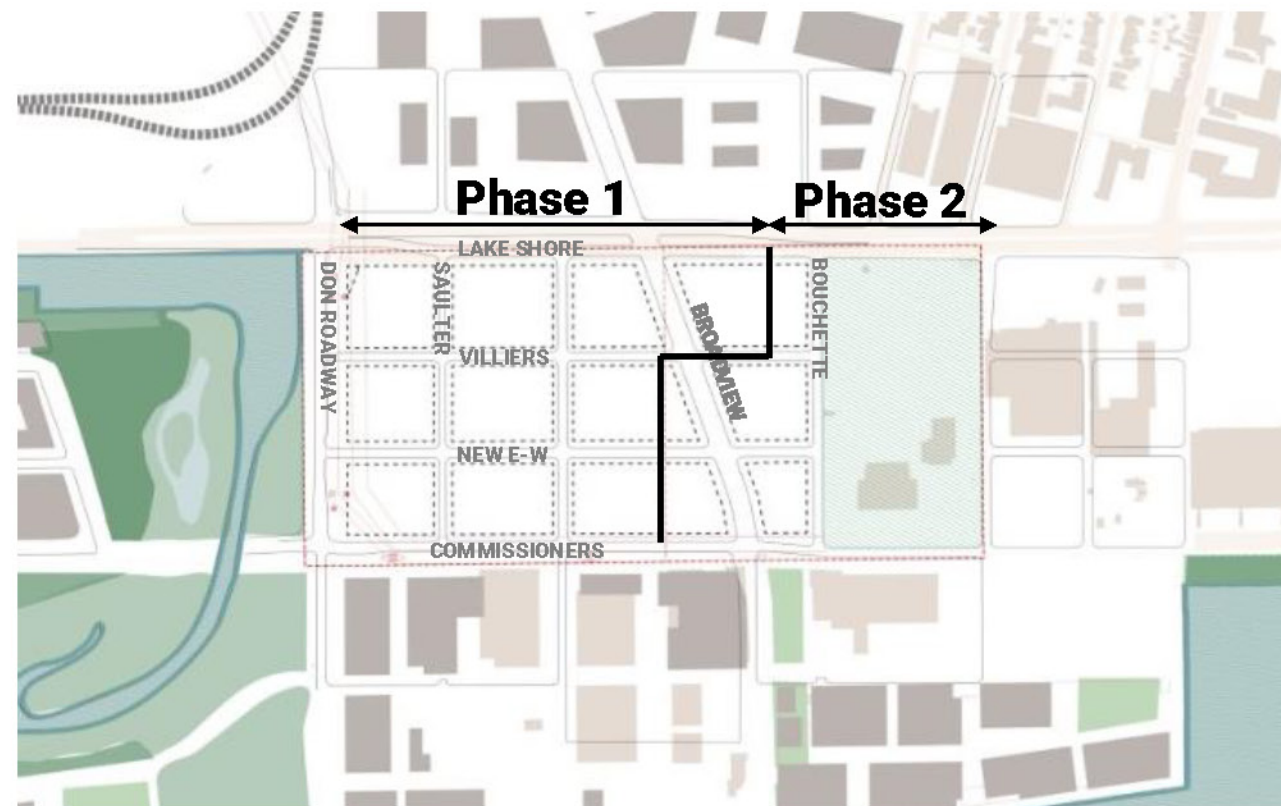 Phase 1
Phase 2
LAKE SHORE
DON ROADWAY
SAULTER
BOUCHETTE
BROADVIEW
VILLIERS
NEW E-W
COMMISSIONERS